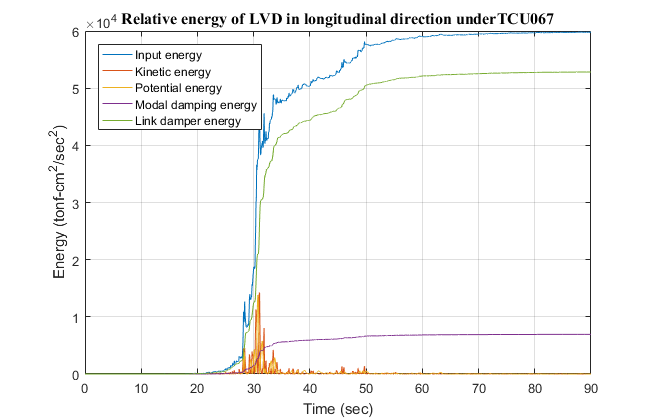 ×10⁴
Relative energy of LVD in longitudinal direction under TCU067
Input energy
Kinetic energy
Potential energy
Modal damping energy
Link damper energy
Energy (tonf-cm²/sec²)
6
5
4
3
2
1
0
0 10 20 30 40 50 60 70 80 90
Time (sec)